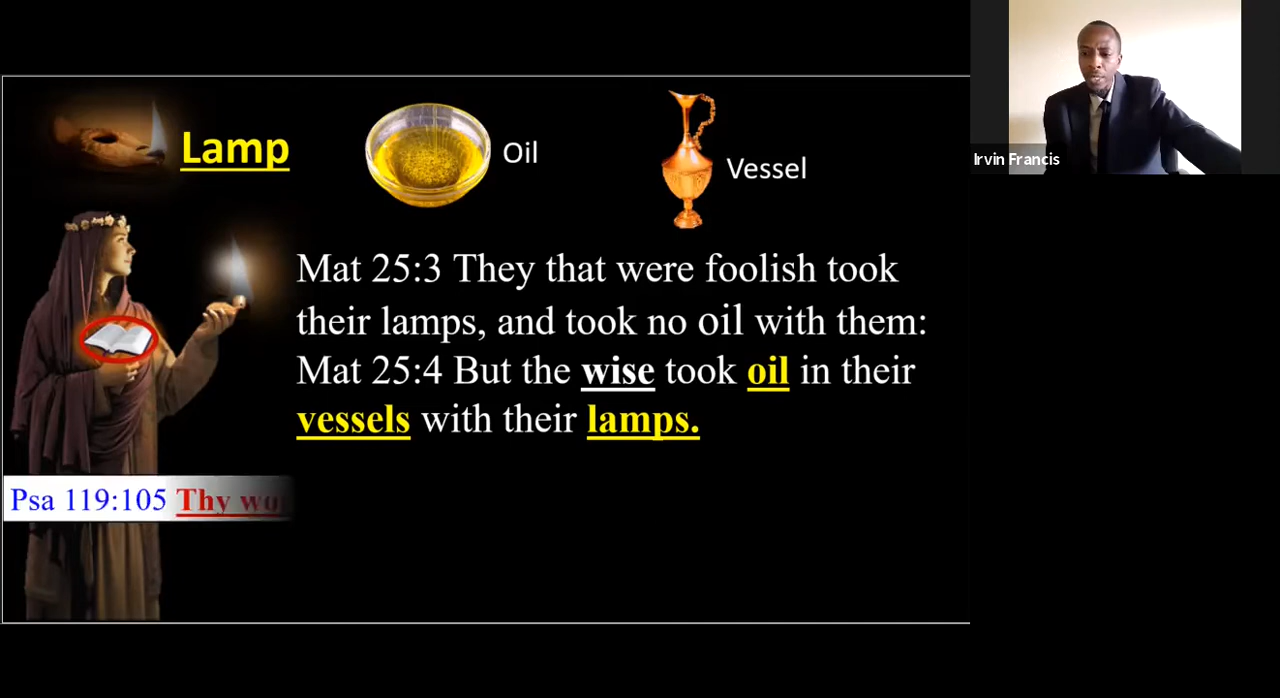 Lamp
Oil
Vessel
Irvin Francis
Mat 25:3 They that were foolish took
their lamps, and took no oil with them:
Mat 25:4 But the wise took oil in their
vessels with their lamps.
Psa 119:105 Thy